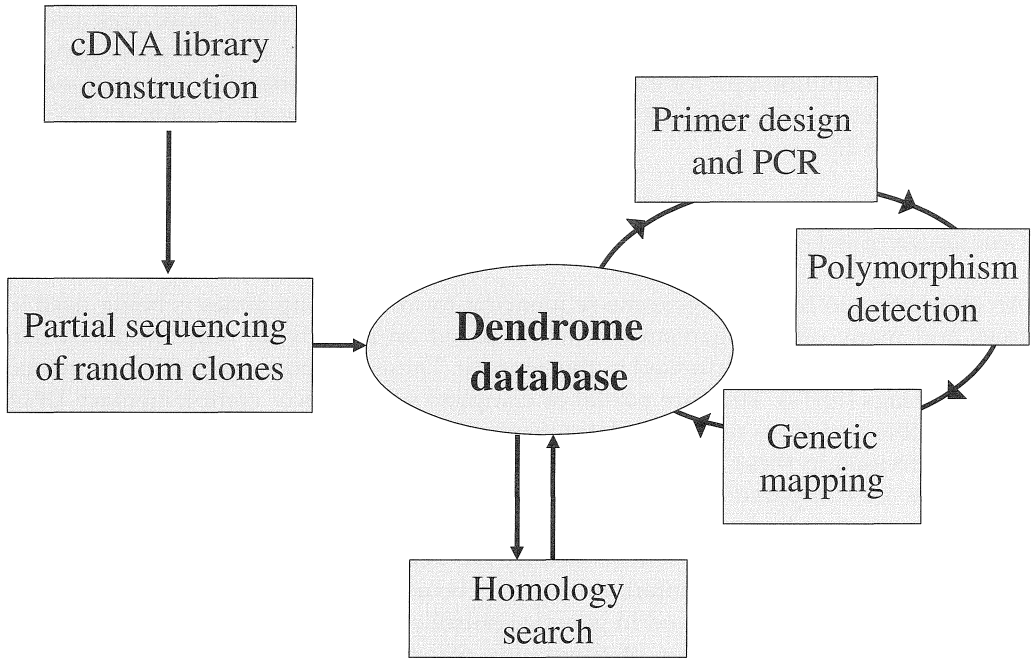 cDNA library
construction
Primer design
and PCR
Polymorphism
detection
Partial sequencing
of random clones
Dendrome
database
Genetic
mapping
Homology
search